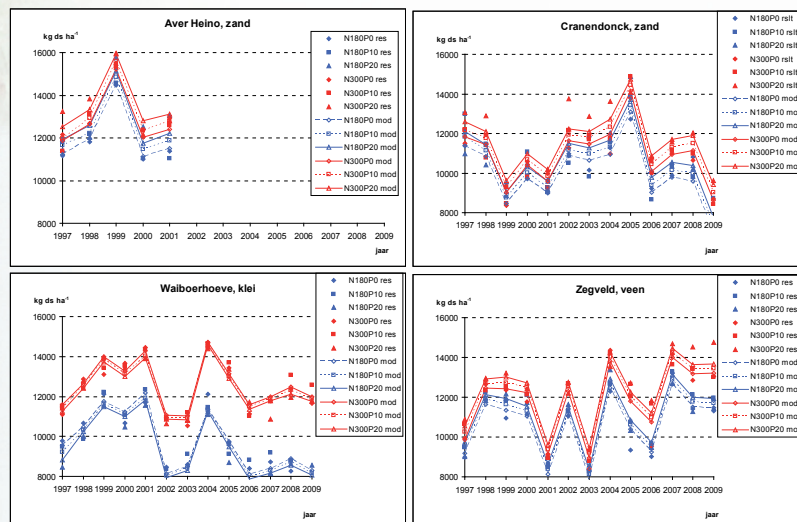 Aver Heino, zand
kg ds ha⁻¹
16000
14000
12000
10000
8000
1997 1998 1999 2000 2001 2002 2003 2004 2005 2006 2007 2008 2009
jaar
N180P0 res
N180P10 res
N180P20 res
N300P0 res
N300P10 res
N300P20 res
N180P0 mod
N180P10 mod
N180P20 mod
N300P0 mod
N300P10 mod
N300P20 mod
Cranendonck, zand
kg ds ha⁻¹
14000
12000
10000
8000
1997 1998 1999 2000 2001 2002 2003 2004 2005 2006 2007 2008 2009
jaar
N180P0 rslt
N180P10 rslt
N180P20 rslt
N300P0 rslt
N300P10 rslt
N300P20 rslt
N180P0 mod
N180P10 mod
N180P20 mod
N300P0 mod
N300P10 mod
N300P20 mod
Waiboerhoeve, klei
kg ds ha⁻¹
16000
14000
12000
10000
8000
1997 1998 1999 2000 2001 2002 2003 2004 2005 2006 2007 2008 2009
jaar
N180P0 res
N180P10 res
N180P20 res
N300P0 res
N300P10 res
N300P20 res
N180P0 mod
N180P10 mod
N180P20 mod
N300P0 mod
N300P10 mod
N300P20 mod
Zegveld, veen
kg ds ha⁻¹
16000
14000
12000
10000
8000
1997 1998 1999 2000 2001 2002 2003 2004 2005 2006 2007 2008 2009
jaar
N180P0 res
N180P10 res
N180P20 res
N300P0 res
N300P10 res
N300P20 res
N180P0 mod
N180P10 mod
N180P20 mod
N300P0 mod
N300P10 mod
N300P20 mod